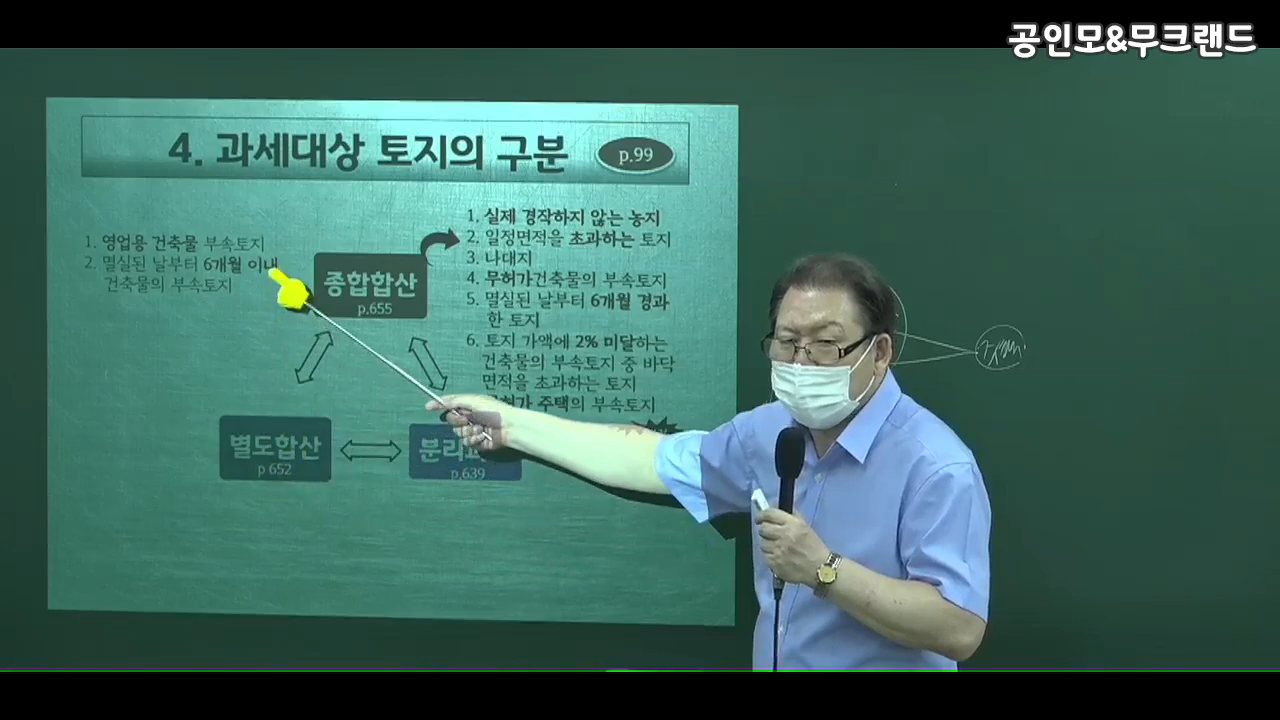 공인모&무크랜드
4. 과세대상 토지의 구분
p.99
1. 영업용 건축물 부속토지
2. 멸실된 날부터 6개월 이내
건축물의 부속토지
종합합산
p.655
1. 실제 경작하지 않는 농지
2. 일정면적을 초과하는 토지
3. 나대지
4. 무허가건축물의 부속토지
5. 멸실된 날부터 6개월 경과
한 토지
6. 토지 가액에 2% 미달하는
건축물의 부속토지 중 바닥
면적을 초과하는 토지
주택의 부속토지
별도합산
p 652
분리
p.639